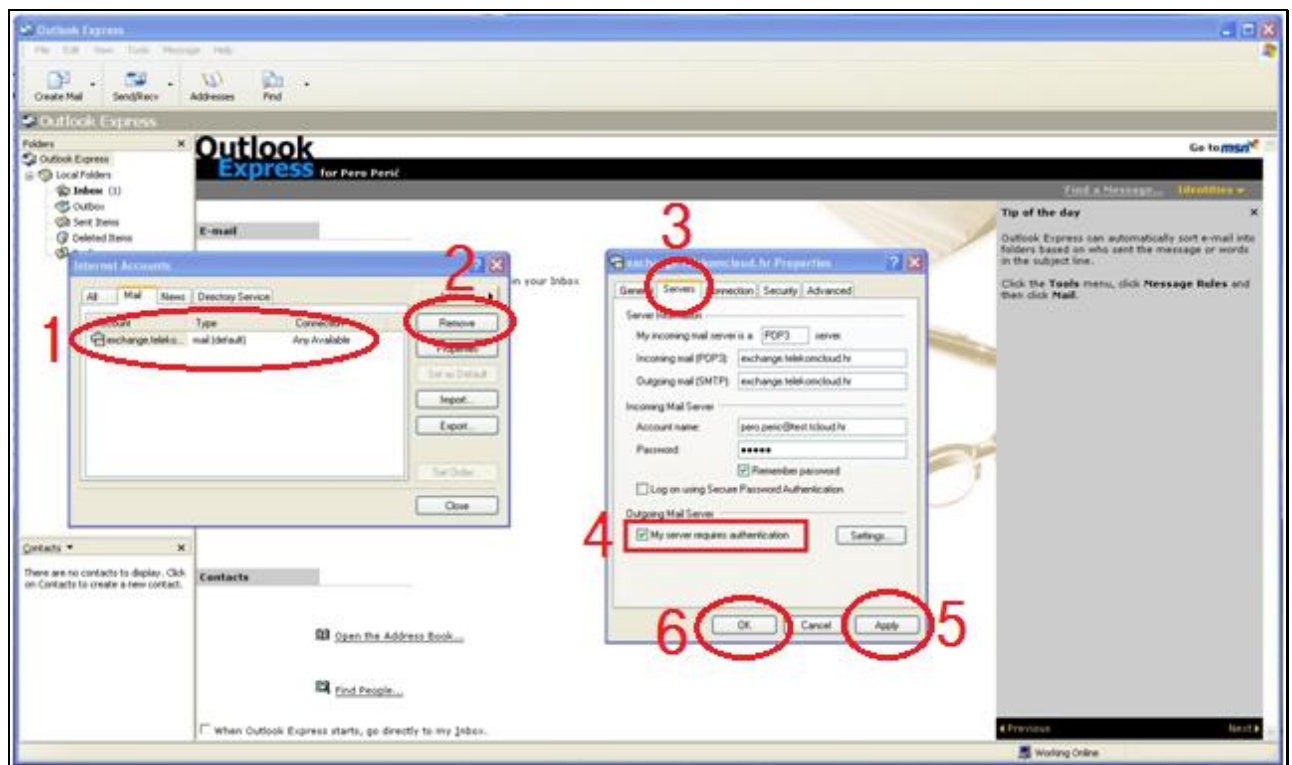 Outlook Express
File Edit View Tools Message Help
Create Mail Send/Recv Addresses Find
Outlook Express
Folders
Outlook Express
Local Folders
Inbox (1)
Outbox
Sent Items
Deleted Items
Outlook
Express for Pero Perić
Go to msn
Find a Message... Identities
E-mail
in your Inbox
Tip of the day
Outlook Express can automatically sort e-mail into
folders based on who sent the message or words
in the subject line.
Click the Tools menu, click Message Rules and
then click Mail.
Internet Accounts
All Mail News Directory Service
Type Connection
exchange.teleko... mail (default) Any Available
1
2
Remove
Properties
Set as Default
Import...
Export...
Set Order...
Close
3
Properties
Servers Connection Security Advanced
Server Information
My incoming mail server is a POP3 server.
Incoming mail (POP3): exchange.telekomcloud.hr
Outgoing mail (SMTP): exchange.telekomcloud.hr
Incoming Mail Server
Account name: pero.peric@test.tcloud.hr
Password: •••••
Remember password
Log on using Secure Password Authentication
Outgoing Mail Server
4
My server requires authentication Settings...
6 OK Cancel Apply 5
Contacts
There are no contacts to display. Click
on Contacts to create a new contact.
Contacts
Open the Address Book...
Find People...
When Outlook Express starts, go directly to my Inbox.
Previous Next
Working Online